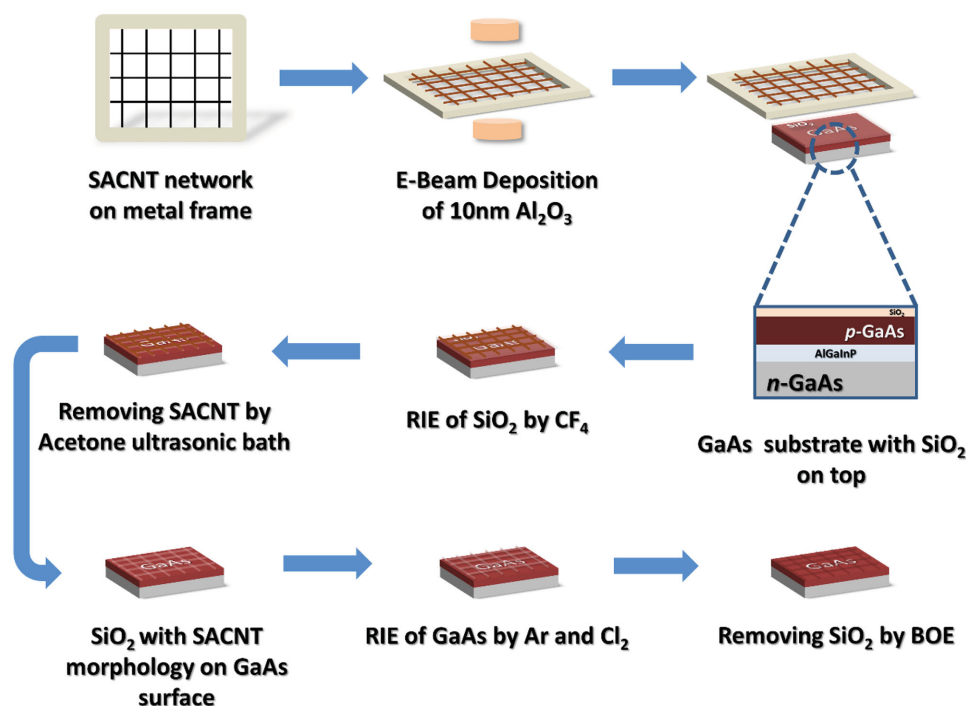 SACNT network
on metal frame
E-Beam Deposition
of 10nm Al₂O₃
SiO₂
GaAs
SiO₂
p-GaAs
AlGaInP
n-GaAs
GaAs substrate with SiO₂
on top
GaAs
RIE of SiO₂ by CF₄
GaAs
Removing SACNT by
Acetone ultrasonic bath
GaAs
SiO₂ with SACNT
morphology on GaAs
surface
GaAs
RIE of GaAs by Ar and Cl₂
GaAs
Removing SiO₂ by BOE